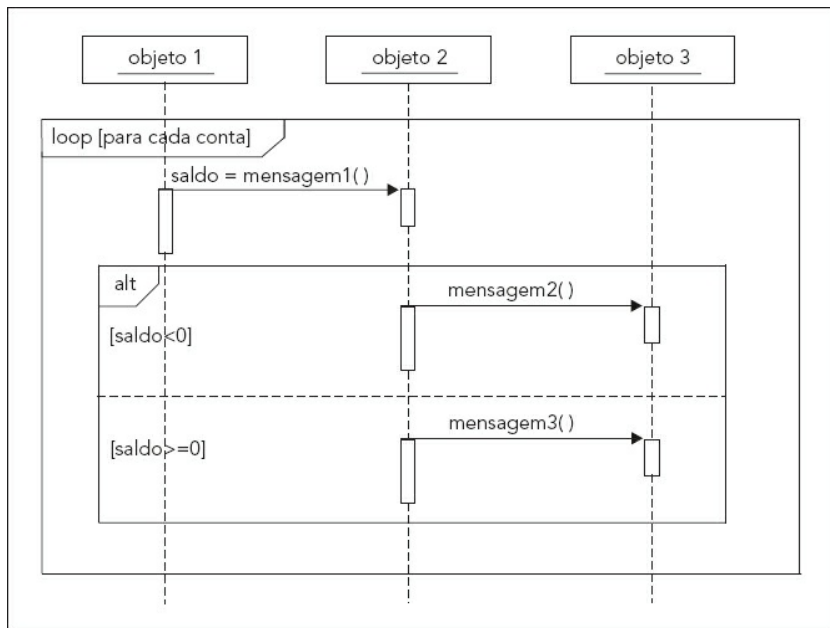 objeto 1
objeto 2
objeto 3
loop [para cada conta]
saldo = mensagem1( )
alt
mensagem2( )
[saldo<0]
mensagem3( )
[saldo>=0]